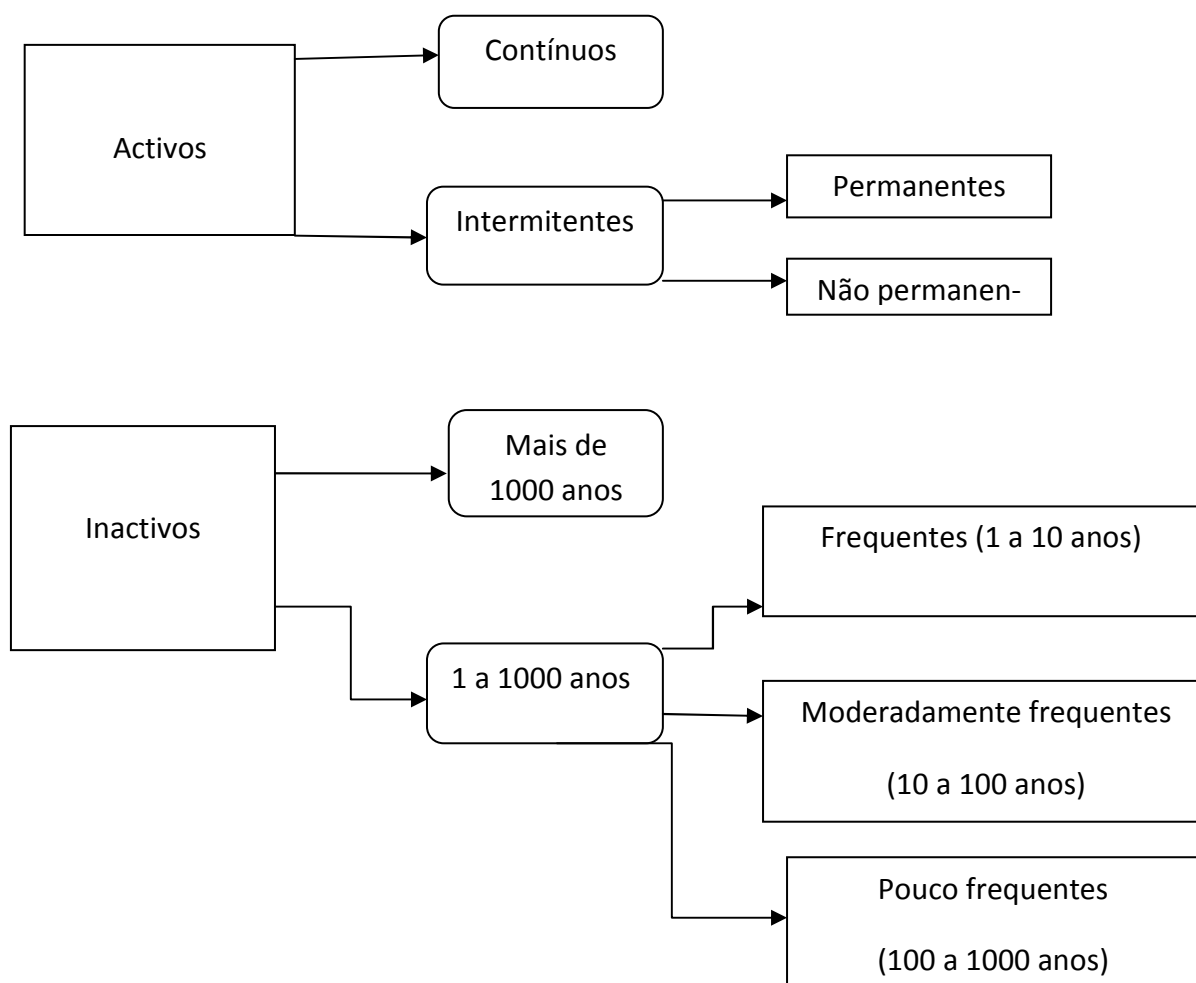 Contínuos
Activos
Permanentes
Intermitentes
Não permanen-
Mais de
1000 anos
Inactivos
Frequentes (1 a 10 anos)
1 a 1000 anos
Moderadamente frequentes
(10 a 100 anos)
Pouco frequentes
(100 a 1000 anos)